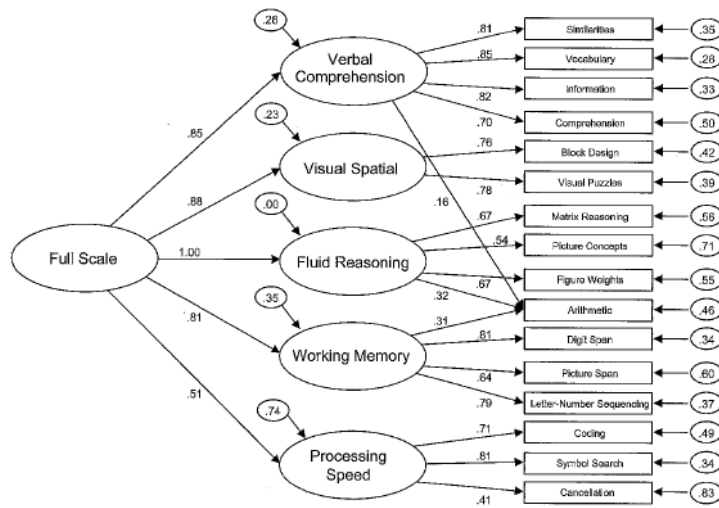 .28
.81
Similarities
.35
Verbal
Comprehension
.85
Vocabulary
.28
Information
.33
.82
.70
Comprehension
.50
.85
.23
Visual Spatial
.76
Block Design
.42
.78
Visual Puzzles
.39
.88
.16
.00
.67
Matrix Reasoning
.56
.54
Picture Concepts
.71
Full Scale
1.00
Fluid Reasoning
.67
Figure Weights
.55
.32
Arithmetic
.46
.35
.31
.81
Working Memory
.81
Digit Span
.34
.64
Picture Span
.60
.79
Letter-Number Sequencing
.37
.51
.74
.71
Coding
.49
Processing
Speed
.81
Symbol Search
.34
.41
Cancellation
.83